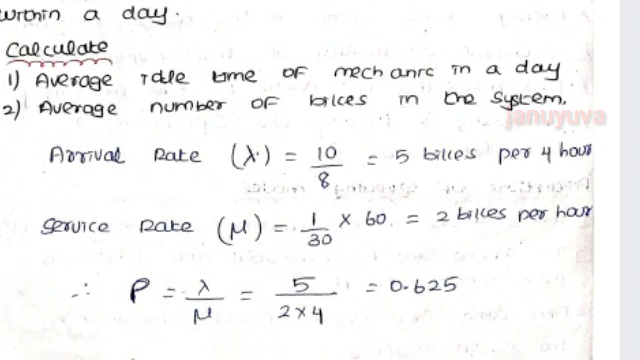 within a day.
Calculate
1) Average Idle time of mechanic in a day
2) Average number of bikes in the system.
januyuva
Arrival Rate (λ) = 10/8 = 5 bikes per 4 hour
Service Rate (μ) = 1/30 × 60 = 2 bikes per hour
∴ P = λ/μ = 5/2×4 = 0.625